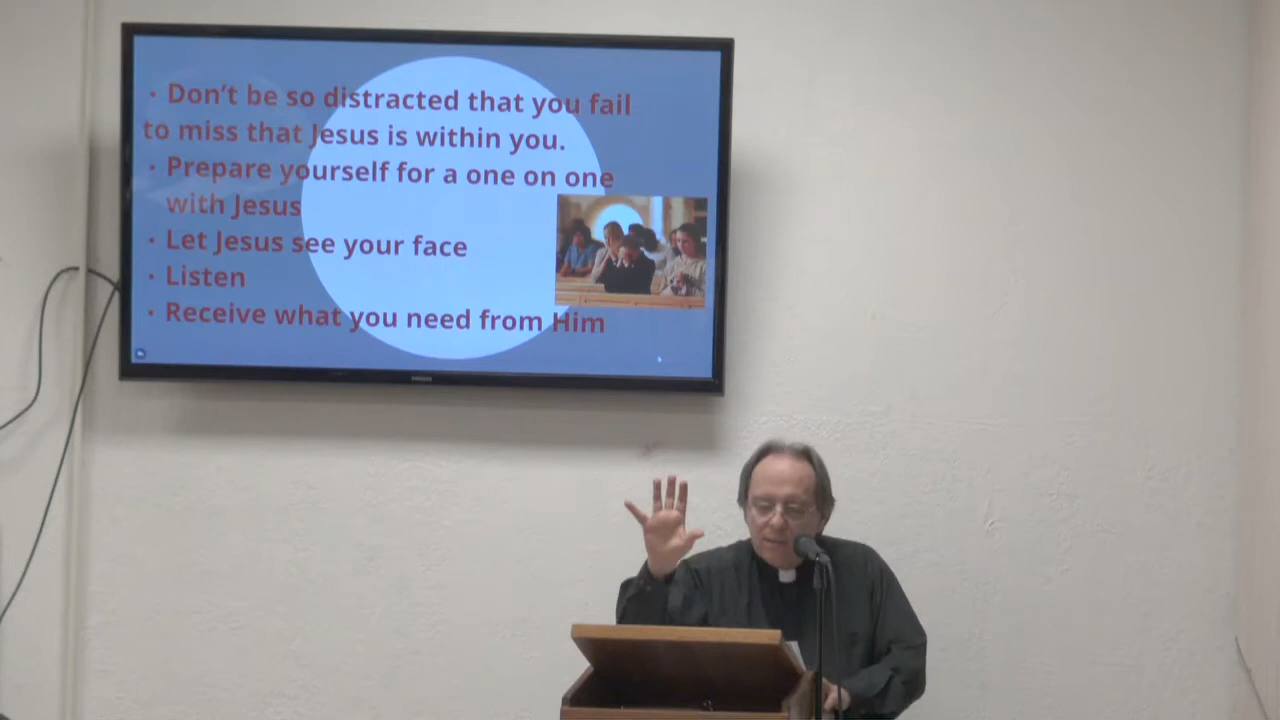 · Don't be so distracted that you fail
to miss that Jesus is within you.
· Prepare yourself for a one on one
with Jesus
· Let Jesus see your face
· Listen
· Receive what you need from Him
SAMSUNG